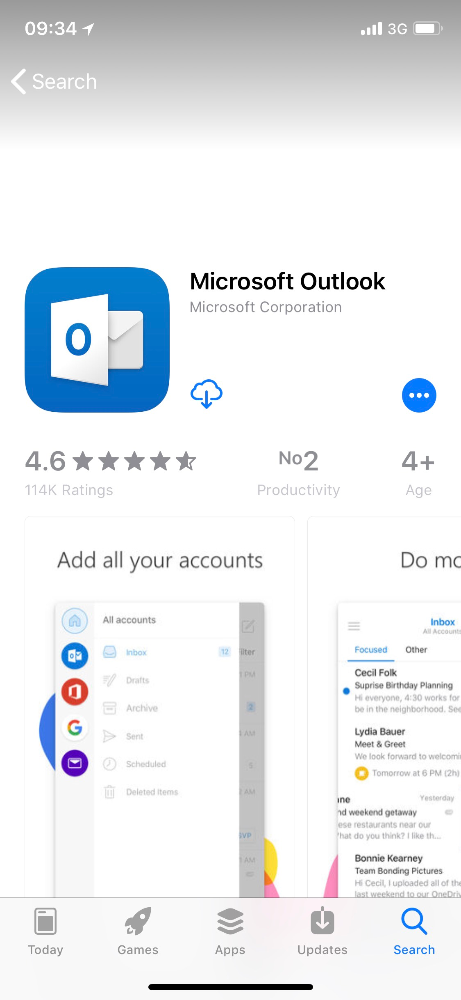 09:34
3G
Search
Microsoft Outlook
Microsoft Corporation
4.6
No2
4+
114K Ratings
Productivity
Age
Add all your accounts
All accounts
Inbox
12
Drafts
Archive
Sent
Scheduled
Deleted Items
ilter
1 PM
2
AM
5
2 AM
SVP
1 AM
Do mo
Inbox
All Accounts
Focused
Other
Cecil Folk
Suprise Birthday Planning
Hi everyone, 4:30 works for
be in the neighborhood. See
Lydia Bauer
Meet & Greet
We look forward to welcomi
Tomorrow at 6 PM (2h)
ne
Yesterday
nd weekend getaway
ese restaurants near our
hat do you think? I like th...
Bonnie Kearney
Team Bonding Pictures
Hi Cecil, I uploaded all of the
last weekend to our OneDriv
Today
Games
Apps
Updates
Search